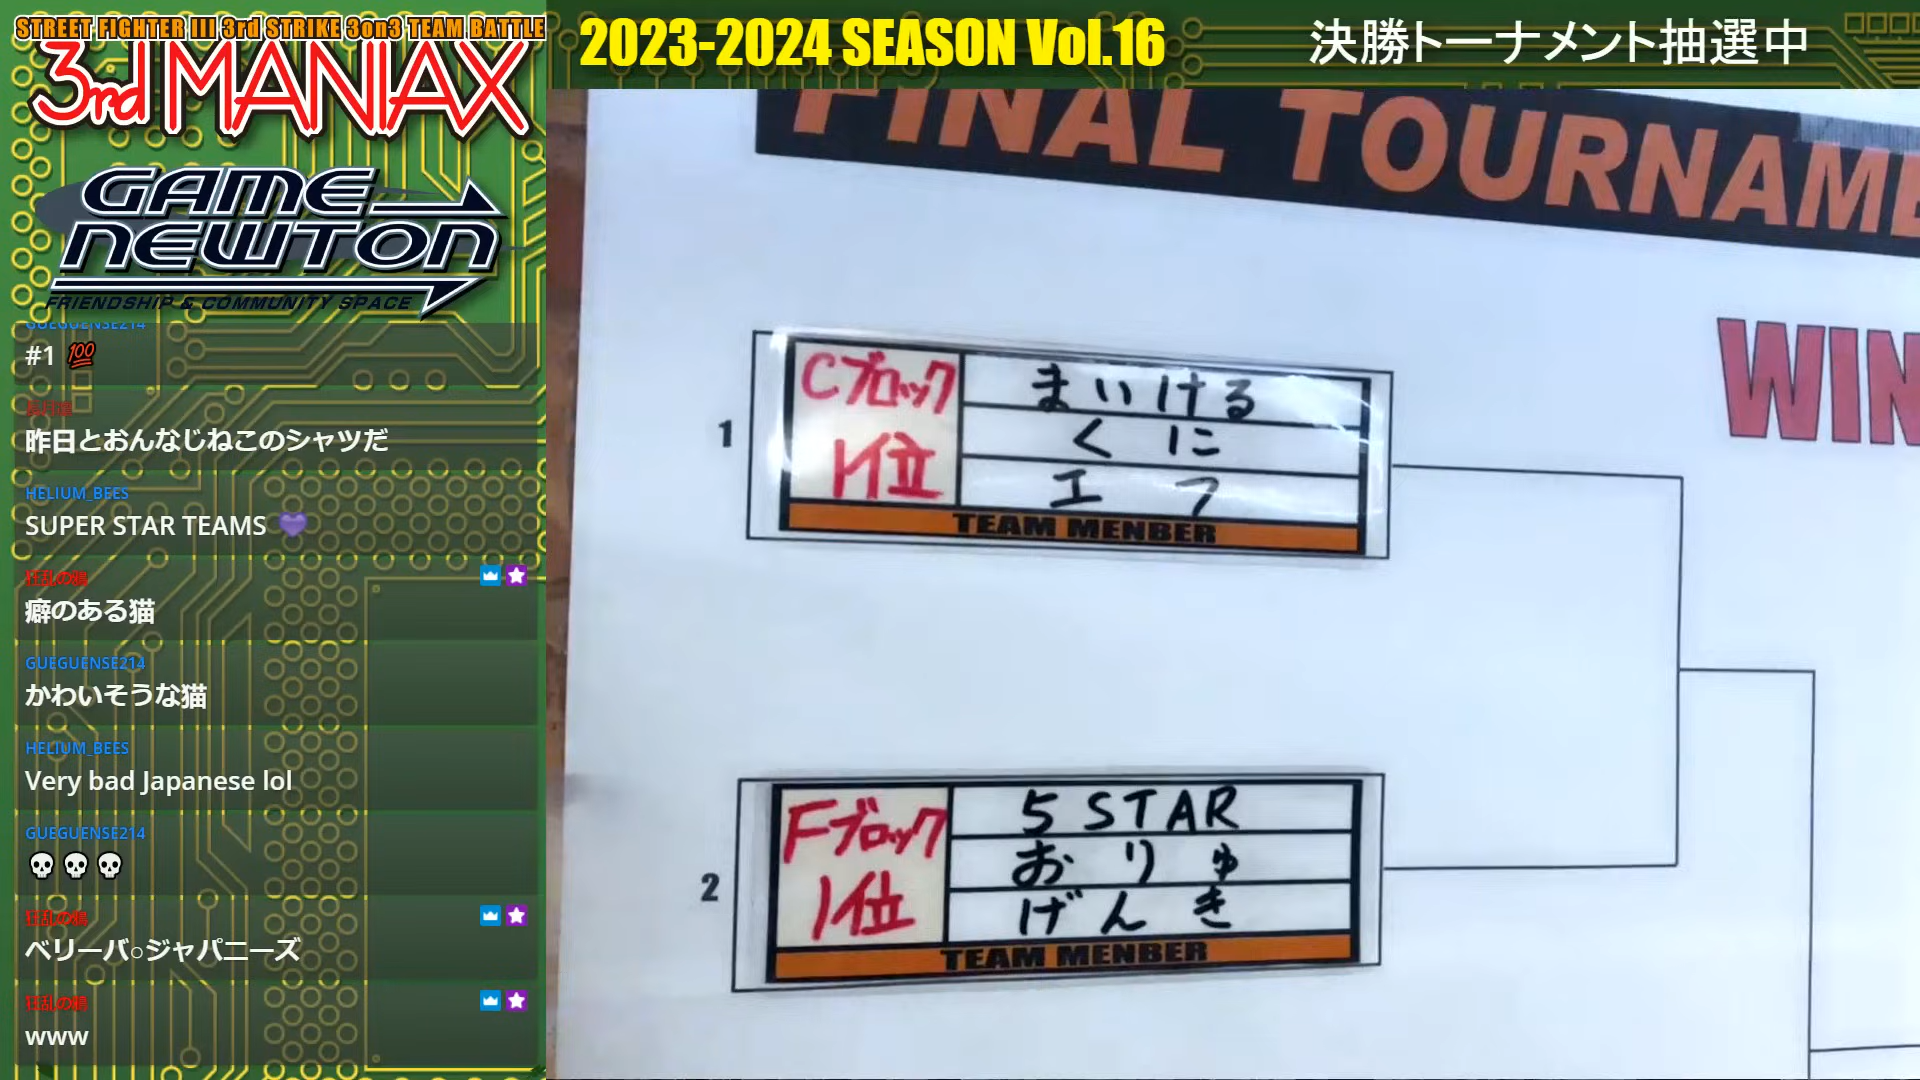 STREET FIGHTER III 3rd STRIKE 3on3 TEAM BATTLE
3rd MANIAX
GAME NEWTON
FRIENDSHIP & COMMUNITY SPACE
2023-2024 SEASON Vol.16
決勝トーナメント抽選中
GUEGUENSE214
#1 💯
昨日とおんなじねこのシャツだ
HELIUM_BEES
SUPER STAR TEAMS 💜
狂乱の鴉
癖のある猫
GUEGUENSE214
かわいそうな猫
HELIUM_BEES
Very bad Japanese lol
GUEGUENSE214
💀💀💀
狂乱の鴉
ベリーバ○ジャパニーズ
狂乱の鴉
www
FINAL TOURNAME
WIN
1
Cブロック
1位
まいける
くに
エフ
TEAM MENBER
2
Fブロック
1位
5 STAR
おりゅ
げんき
TEAM MENBER